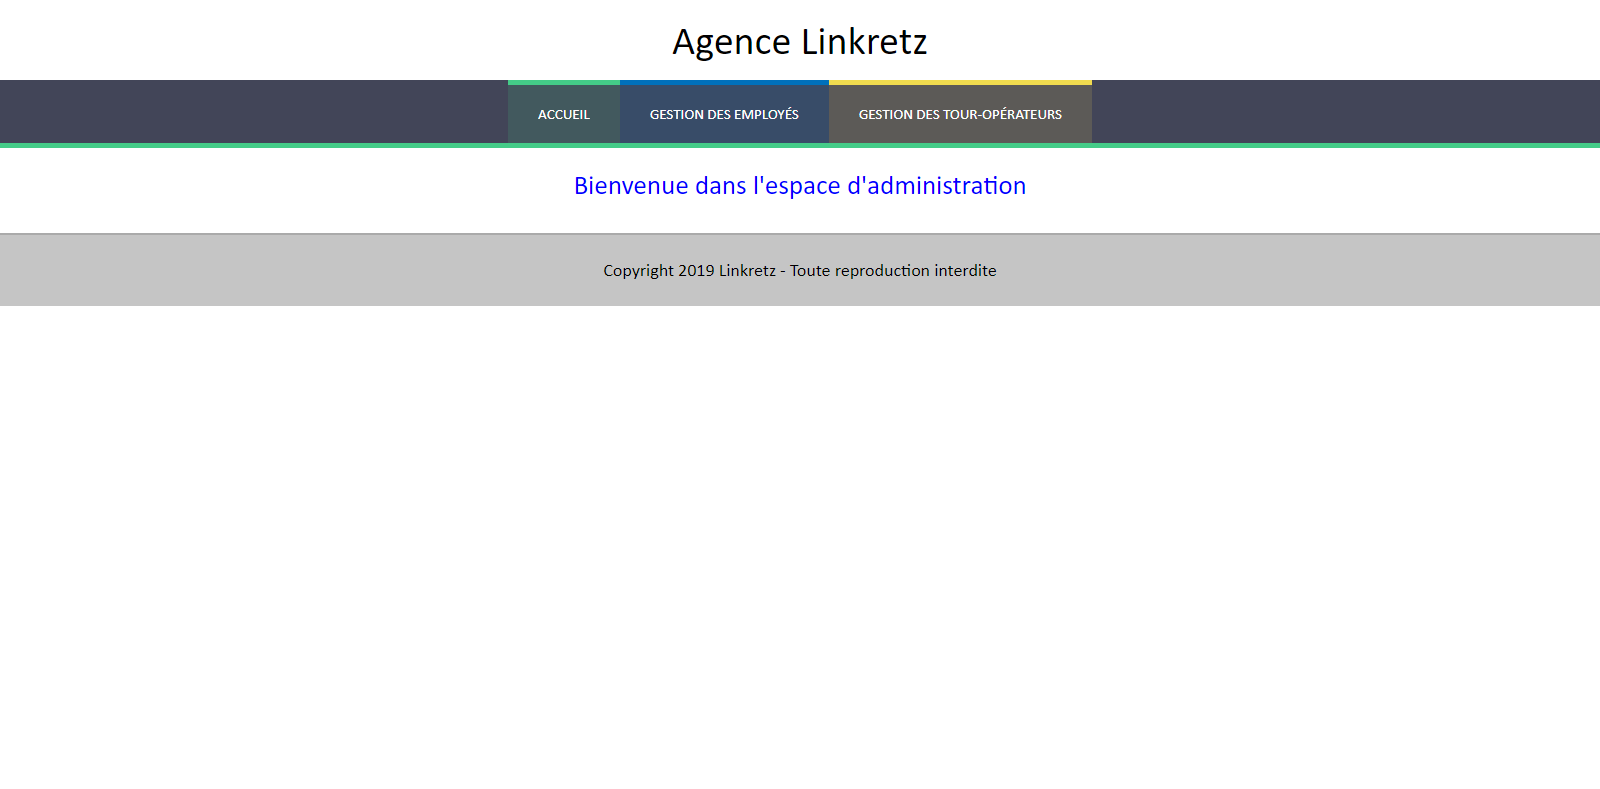 Agence Linkretz
ACCUEIL GESTION DES EMPLOYÉS GESTION DES TOUR-OPÉRATEURS
Bienvenue dans l'espace d'administration
Copyright 2019 Linkretz - Toute reproduction interdite